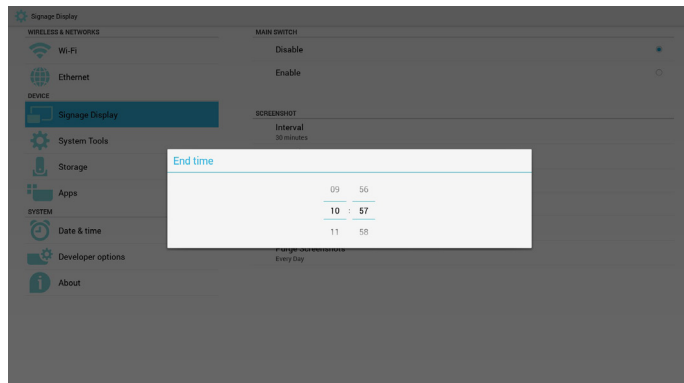 Signage Display
WIRELESS & NETWORKS
Wi-Fi
Ethernet
DEVICE
Signage Display
System Tools
Storage
Apps
SYSTEM
Date & time
Developer options
About
MAIN SWITCH
Disable
Enable
SCREENSHOT
Interval
30 minutes
End time
09 56
10 : 57
11 58
Purge Screenshots
Every Day